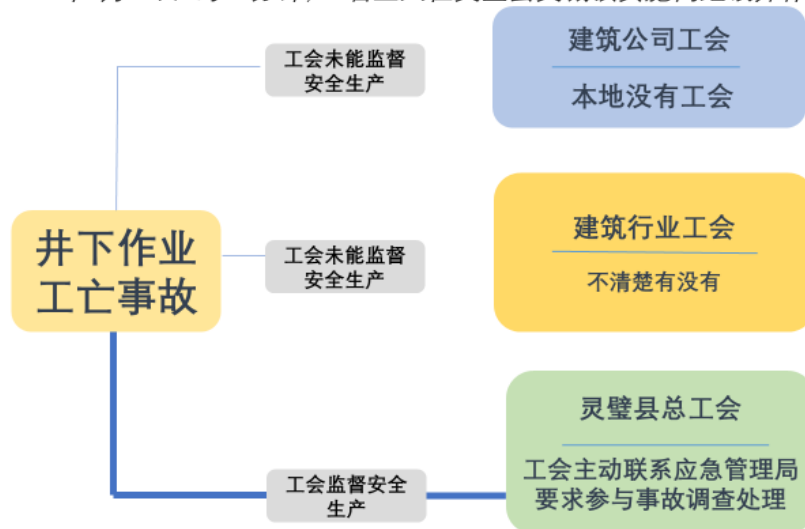 工会未能监督
安全生产
建筑公司工会
本地没有工会
井下作业
工亡事故
工会未能监督
安全生产
建筑行业工会
不清楚有没有
工会监督安全
生产
灵璧县总工会
工会主动联系应急管理局
要求参与事故调查处理